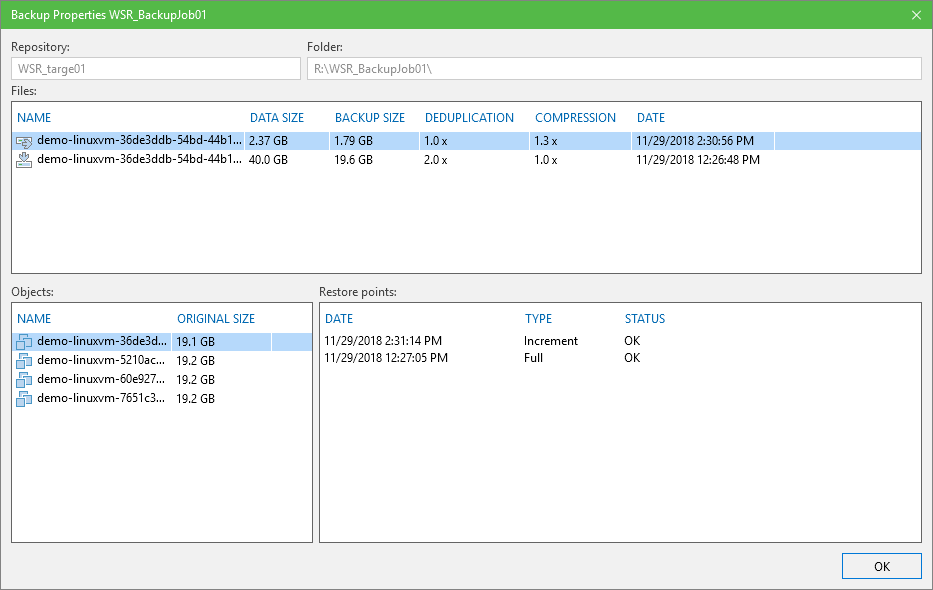 Backup Properties WSR_BackupJob01
Repository: Folder:
WSR_targe01 R:\WSR_BackupJob01\
Files:
NAME DATA SIZE BACKUP SIZE DEDUPLICATION COMPRESSION DATE
demo-linuxvm-36de3ddb-54bd-44b1... 2.37 GB 1.79 GB 1.0 x 1.3 x 11/29/2018 2:30:56 PM
demo-linuxvm-36de3ddb-54bd-44b1... 40.0 GB 19.6 GB 2.0 x 1.0 x 11/29/2018 12:26:48 PM
Objects: Restore points:
NAME ORIGINAL SIZE DATE TYPE STATUS
demo-linuxvm-36de3d... 19.1 GB 11/29/2018 2:31:14 PM Increment OK
demo-linuxvm-5210ac... 19.2 GB 11/29/2018 12:27:05 PM Full OK
demo-linuxvm-60e927... 19.2 GB
demo-linuxvm-7651c3... 19.2 GB
OK